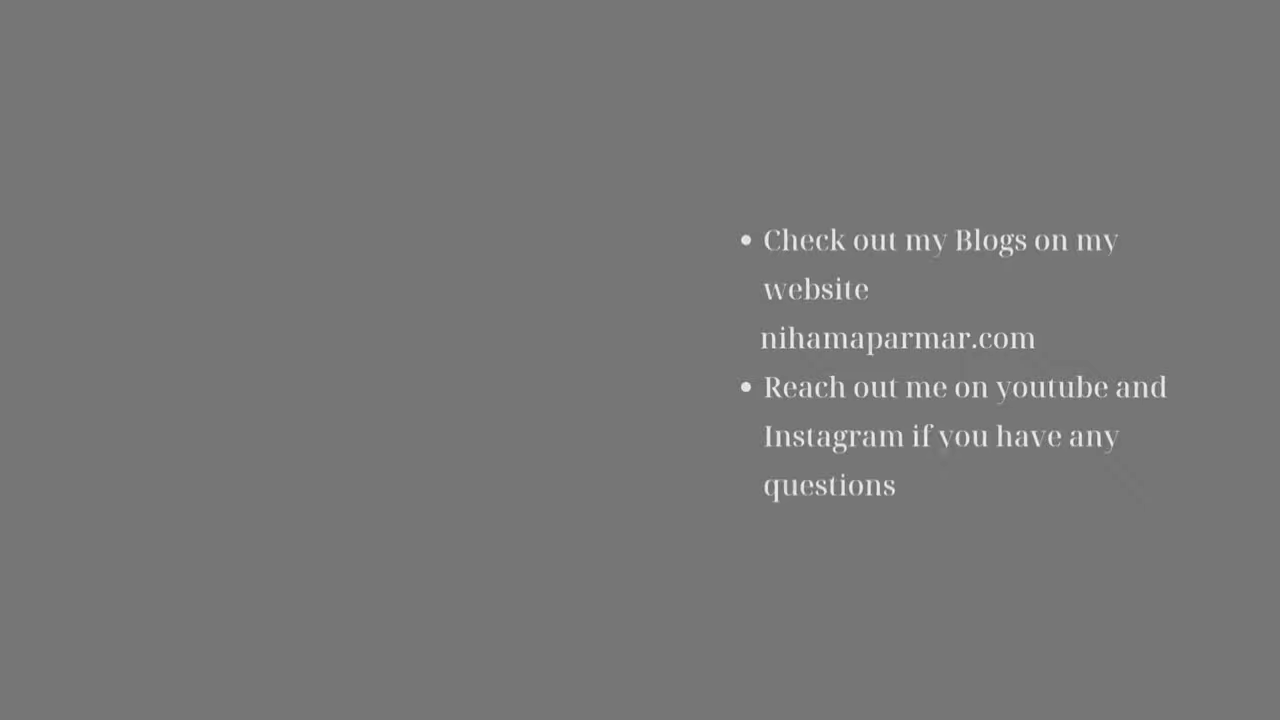 • Check out my Blogs on my
website
nihamaparmar.com
• Reach out me on youtube and
Instagram if you have any
questions